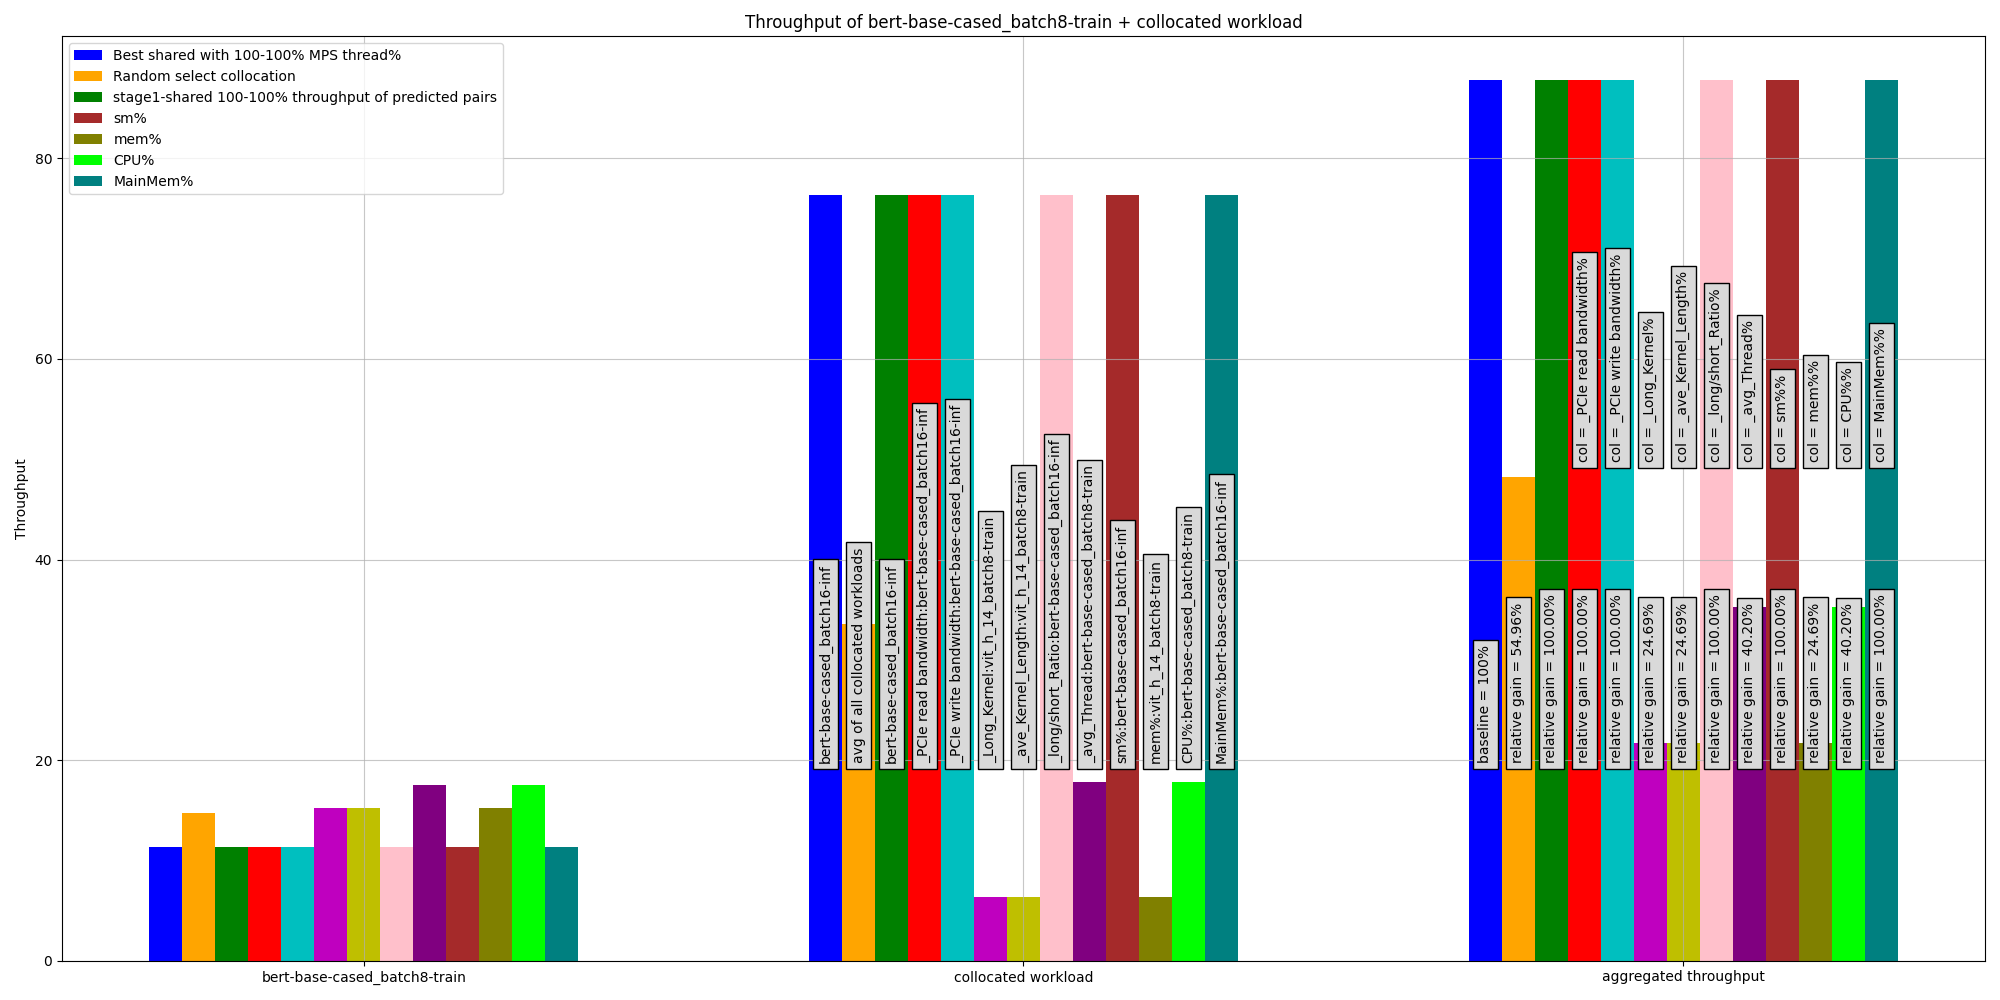 Throughput of bert-base-cased_batch8-train + collocated workload
Best shared with 100-100% MPS thread%
Random select collocation
stage1-shared 100-100% throughput of predicted pairs
sm%
mem%
CPU%
MainMem%
Throughput
80
60
40
20
0
bert-base-cased_batch16-inf
avg of all collocated workloads
bert-base-cased_batch16-inf
_PCIe read bandwidth:bert-base-cased_batch16-inf
_PCIe write bandwidth:bert-base-cased_batch16-inf
_Long_Kernel:vit_h_14_batch8-train
_ave_Kernel_Length:vit_h_14_batch8-train
_long/short_Ratio:bert-base-cased_batch16-inf
_avg_Thread:bert-base-cased_batch8-train
sm%:bert-base-cased_batch16-inf
mem%:vit_h_14_batch8-train
CPU%:bert-base-cased_batch8-train
MainMem%:bert-base-cased_batch16-inf
col = _PCIe read bandwidth%
col = _PCIe write bandwidth%
col = _Long_Kernel%
col = _ave_Kernel_Length%
col = _long/short_Ratio%
col = _avg_Thread%
col = sm%%
col = mem%%
col = CPU%%
col = MainMem%%
baseline = 100%
relative gain = 54.96%
relative gain = 100.00%
relative gain = 100.00%
relative gain = 100.00%
relative gain = 24.69%
relative gain = 24.69%
relative gain = 100.00%
relative gain = 40.20%
relative gain = 100.00%
relative gain = 24.69%
relative gain = 40.20%
relative gain = 100.00%
bert-base-cased_batch8-train
collocated workload
aggregated throughput